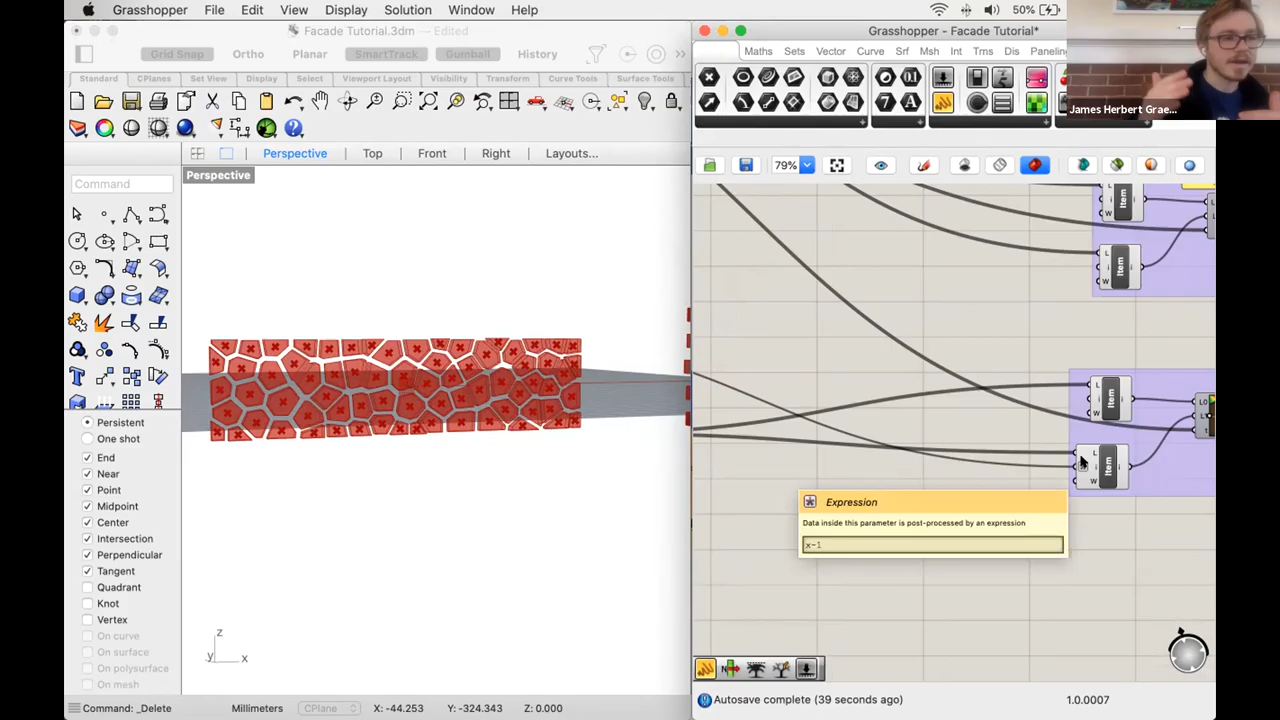 Grasshopper File Edit View Display Solution Window Help 50%
Facade Tutorial.3dm — Edited
Grasshopper - Facade Tutorial*
Grid Snap Ortho Planar SmartTrack Gumball History
Maths Sets Vector Curve Srf Msh Int Trns Dis Paneling
Standard CPlanes Set View Display Select Viewport Layout Visibility Transform Curve Tools Surface Tools
James Herbert Grae...
Perspective Top Front Right Layouts...
79%
Perspective
Command
W
Item
L
i
W
Item
i
L
W
Item
L
i
W
Item
Expression
Data inside this parameter is post-processed by an expression
x-1
Persistent
One shot
End
Near
Point
Midpoint
Center
Intersection
Perpendicular
Tangent
Quadrant
Knot
Vertex
On curve
On surface
On polysurface
On mesh
z
y x
Autosave complete (39 seconds ago) 1.0.0007
Command: _Delete Millimeters CPlane X: -44.253 Y: -324.343 Z: 0.000